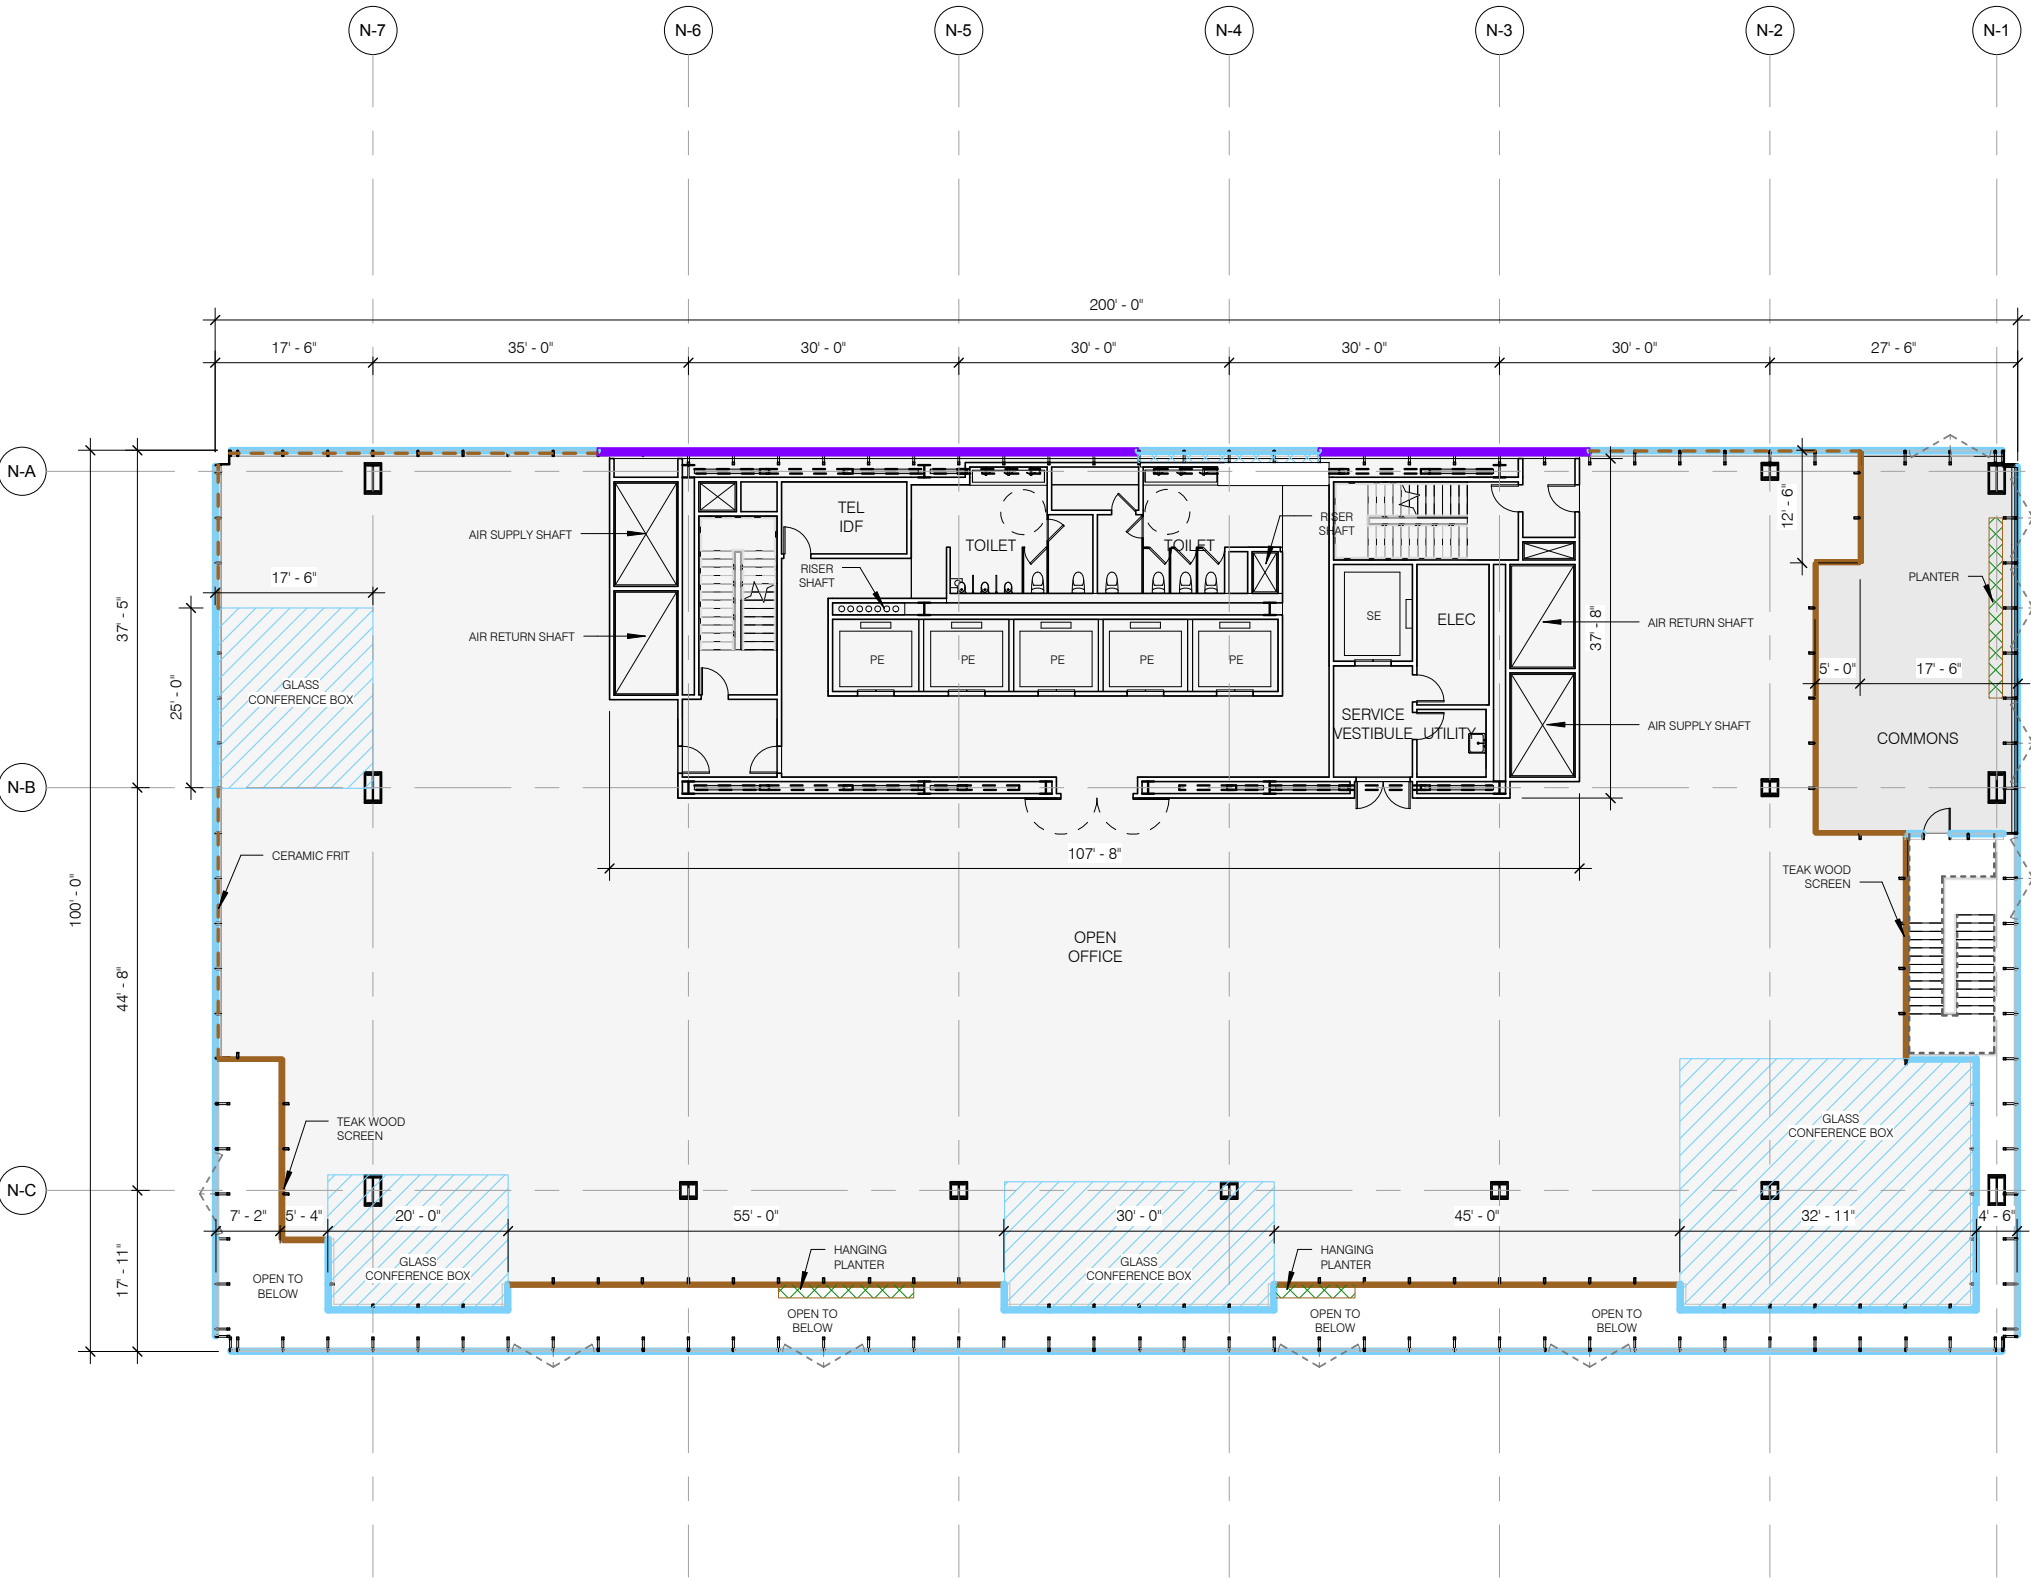 N-7
N-6
N-5
N-4
N-3
N-2
N-1
200' - 0"
17' - 6"
35' - 0"
30' - 0"
30' - 0"
30' - 0"
30' - 0"
27' - 6"
N-A
N-B
N-C
100' - 0"
37' - 5"
44' - 8"
17' - 11"
25' - 0"
17' - 6"
GLASS
CONFERENCE BOX
CERAMIC FRIT
AIR SUPPLY SHAFT
AIR RETURN SHAFT
TEL
IDF
RISER
SHAFT
TOILET
TOILET
RISER
SHAFT
PE
PE
PE
PE
PE
SE
ELEC
SERVICE
VESTIBULE
UTILITY
37' - 8"
AIR RETURN SHAFT
AIR SUPPLY SHAFT
12' - 6"
PLANTER
5' - 0"
17' - 6"
COMMONS
107' - 8"
TEAK WOOD
SCREEN
OPEN
OFFICE
TEAK WOOD
SCREEN
GLASS
CONFERENCE BOX
7' - 2"
5' - 4"
20' - 0"
55' - 0"
30' - 0"
45' - 0"
32' - 11"
4' - 6"
GLASS
CONFERENCE BOX
HANGING
PLANTER
GLASS
CONFERENCE BOX
HANGING
PLANTER
OPEN TO
BELOW
OPEN TO
BELOW
OPEN TO
BELOW
OPEN TO
BELOW